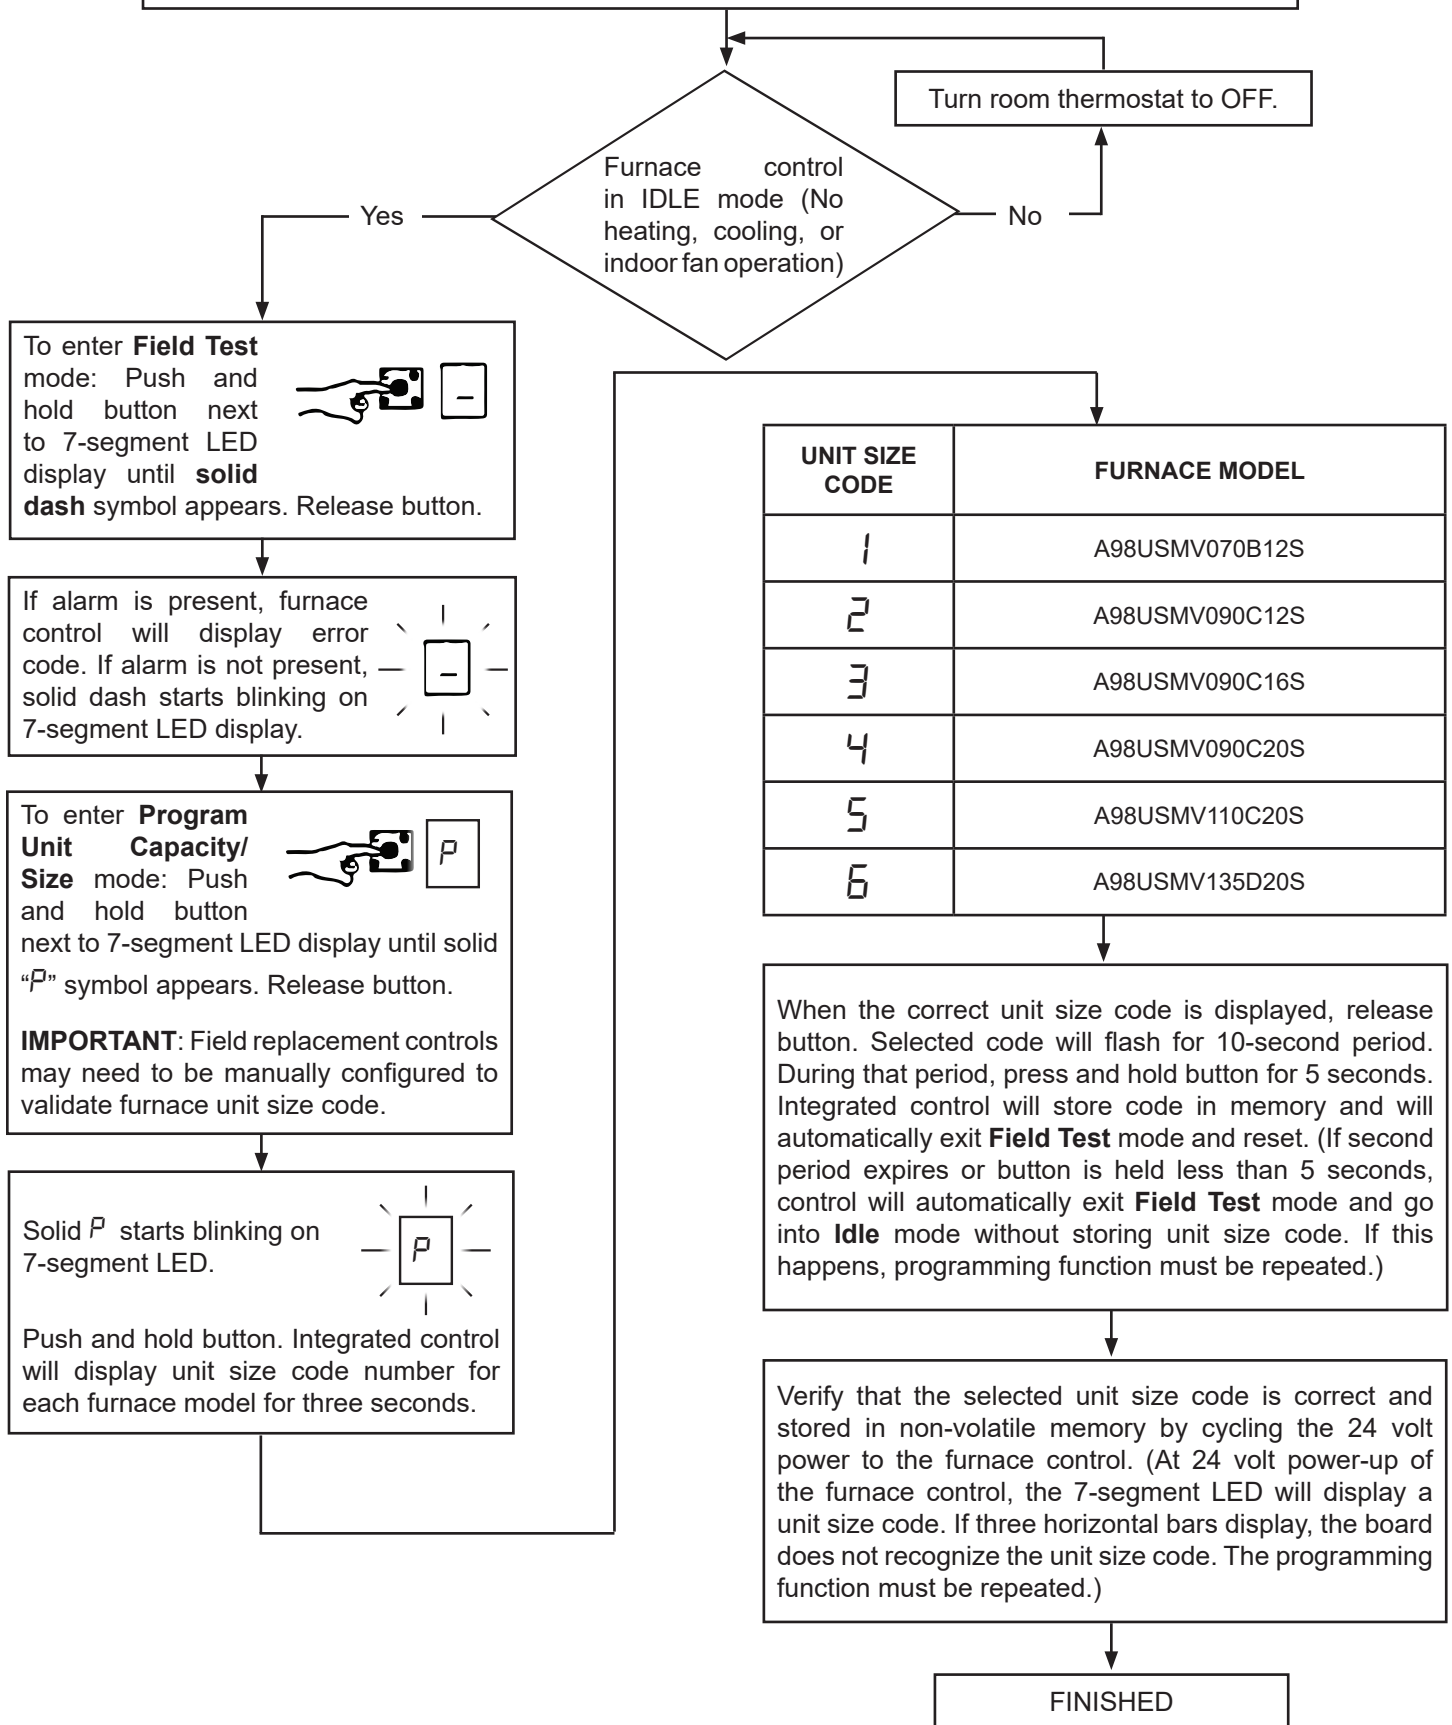 Turn room thermostat to OFF.
Furnace control
in IDLE mode (No
heating, cooling, or
indoor fan operation)
Yes
No
To enter Field Test
mode: Push and
hold button next
to 7-segment LED
display until solid
dash symbol appears. Release button.
–
If alarm is present, furnace
control will display error
code. If alarm is not present,
solid dash starts blinking on
7-segment LED display.
–
To enter Program
Unit Capacity/
Size mode: Push
and hold button
next to 7-segment LED display until solid
“P” symbol appears. Release button.
P
IMPORTANT: Field replacement controls
may need to be manually configured to
validate furnace unit size code.
Solid P starts blinking on
7-segment LED.
P
Push and hold button. Integrated control
will display unit size code number for
each furnace model for three seconds.
UNIT SIZE
CODE
FURNACE MODEL
1 A98USMV070B12S
2 A98USMV090C12S
3 A98USMV090C16S
4 A98USMV090C20S
5 A98USMV110C20S
6 A98USMV135D20S
When the correct unit size code is displayed, release
button. Selected code will flash for 10-second period.
During that period, press and hold button for 5 seconds.
Integrated control will store code in memory and will
automatically exit Field Test mode and reset. (If second
period expires or button is held less than 5 seconds,
control will automatically exit Field Test mode and go
into Idle mode without storing unit size code. If this
happens, programming function must be repeated.)
Verify that the selected unit size code is correct and
stored in non-volatile memory by cycling the 24 volt
power to the furnace control. (At 24 volt power-up of
the furnace control, the 7-segment LED will display a
unit size code. If three horizontal bars display, the board
does not recognize the unit size code. The programming
function must be repeated.)
FINISHED